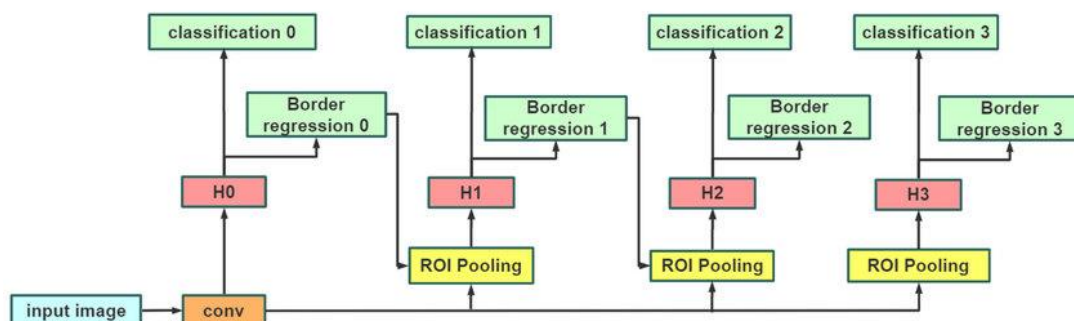 classification 0
classification 1
classification 2
classification 3
Border
regression 0
Border
regression 1
Border
regression 2
Border
regression 3
H0
H1
H2
H3
ROI Pooling
ROI Pooling
ROI Pooling
input image
conv